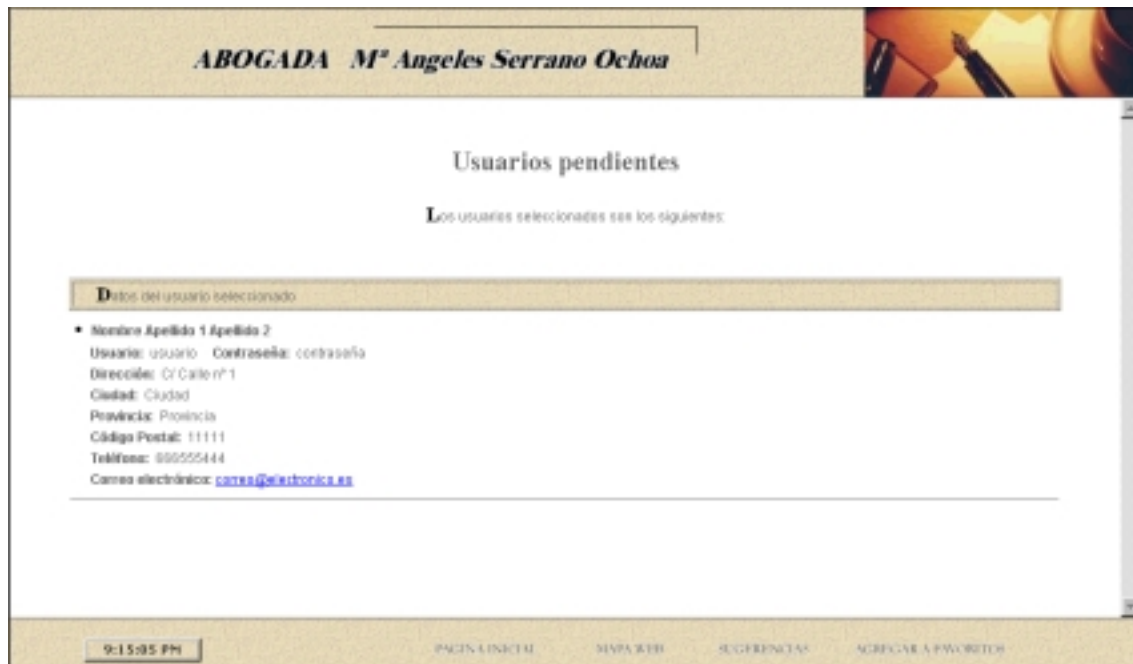 ABOGADA Mª Angeles Serrano Ochoa
Usuarios pendientes
Los usuarios seleccionados son los siguientes:
Datos del usuario seleccionado
Nombre Apellido 1 Apellido 2
Usuario: usuario Contraseña: contraseña
Dirección: C/ Calle nº 1
Ciudad: Ciudad
Provincia: Provincia
Código Postal: 11111
Teléfono: 666555444
Correo electrónico: correo@electronico.es
9:15:05 PM
PAGINA INICIAL MAPA WEB SUGERENCIAS AGREGAR A FAVORITOS